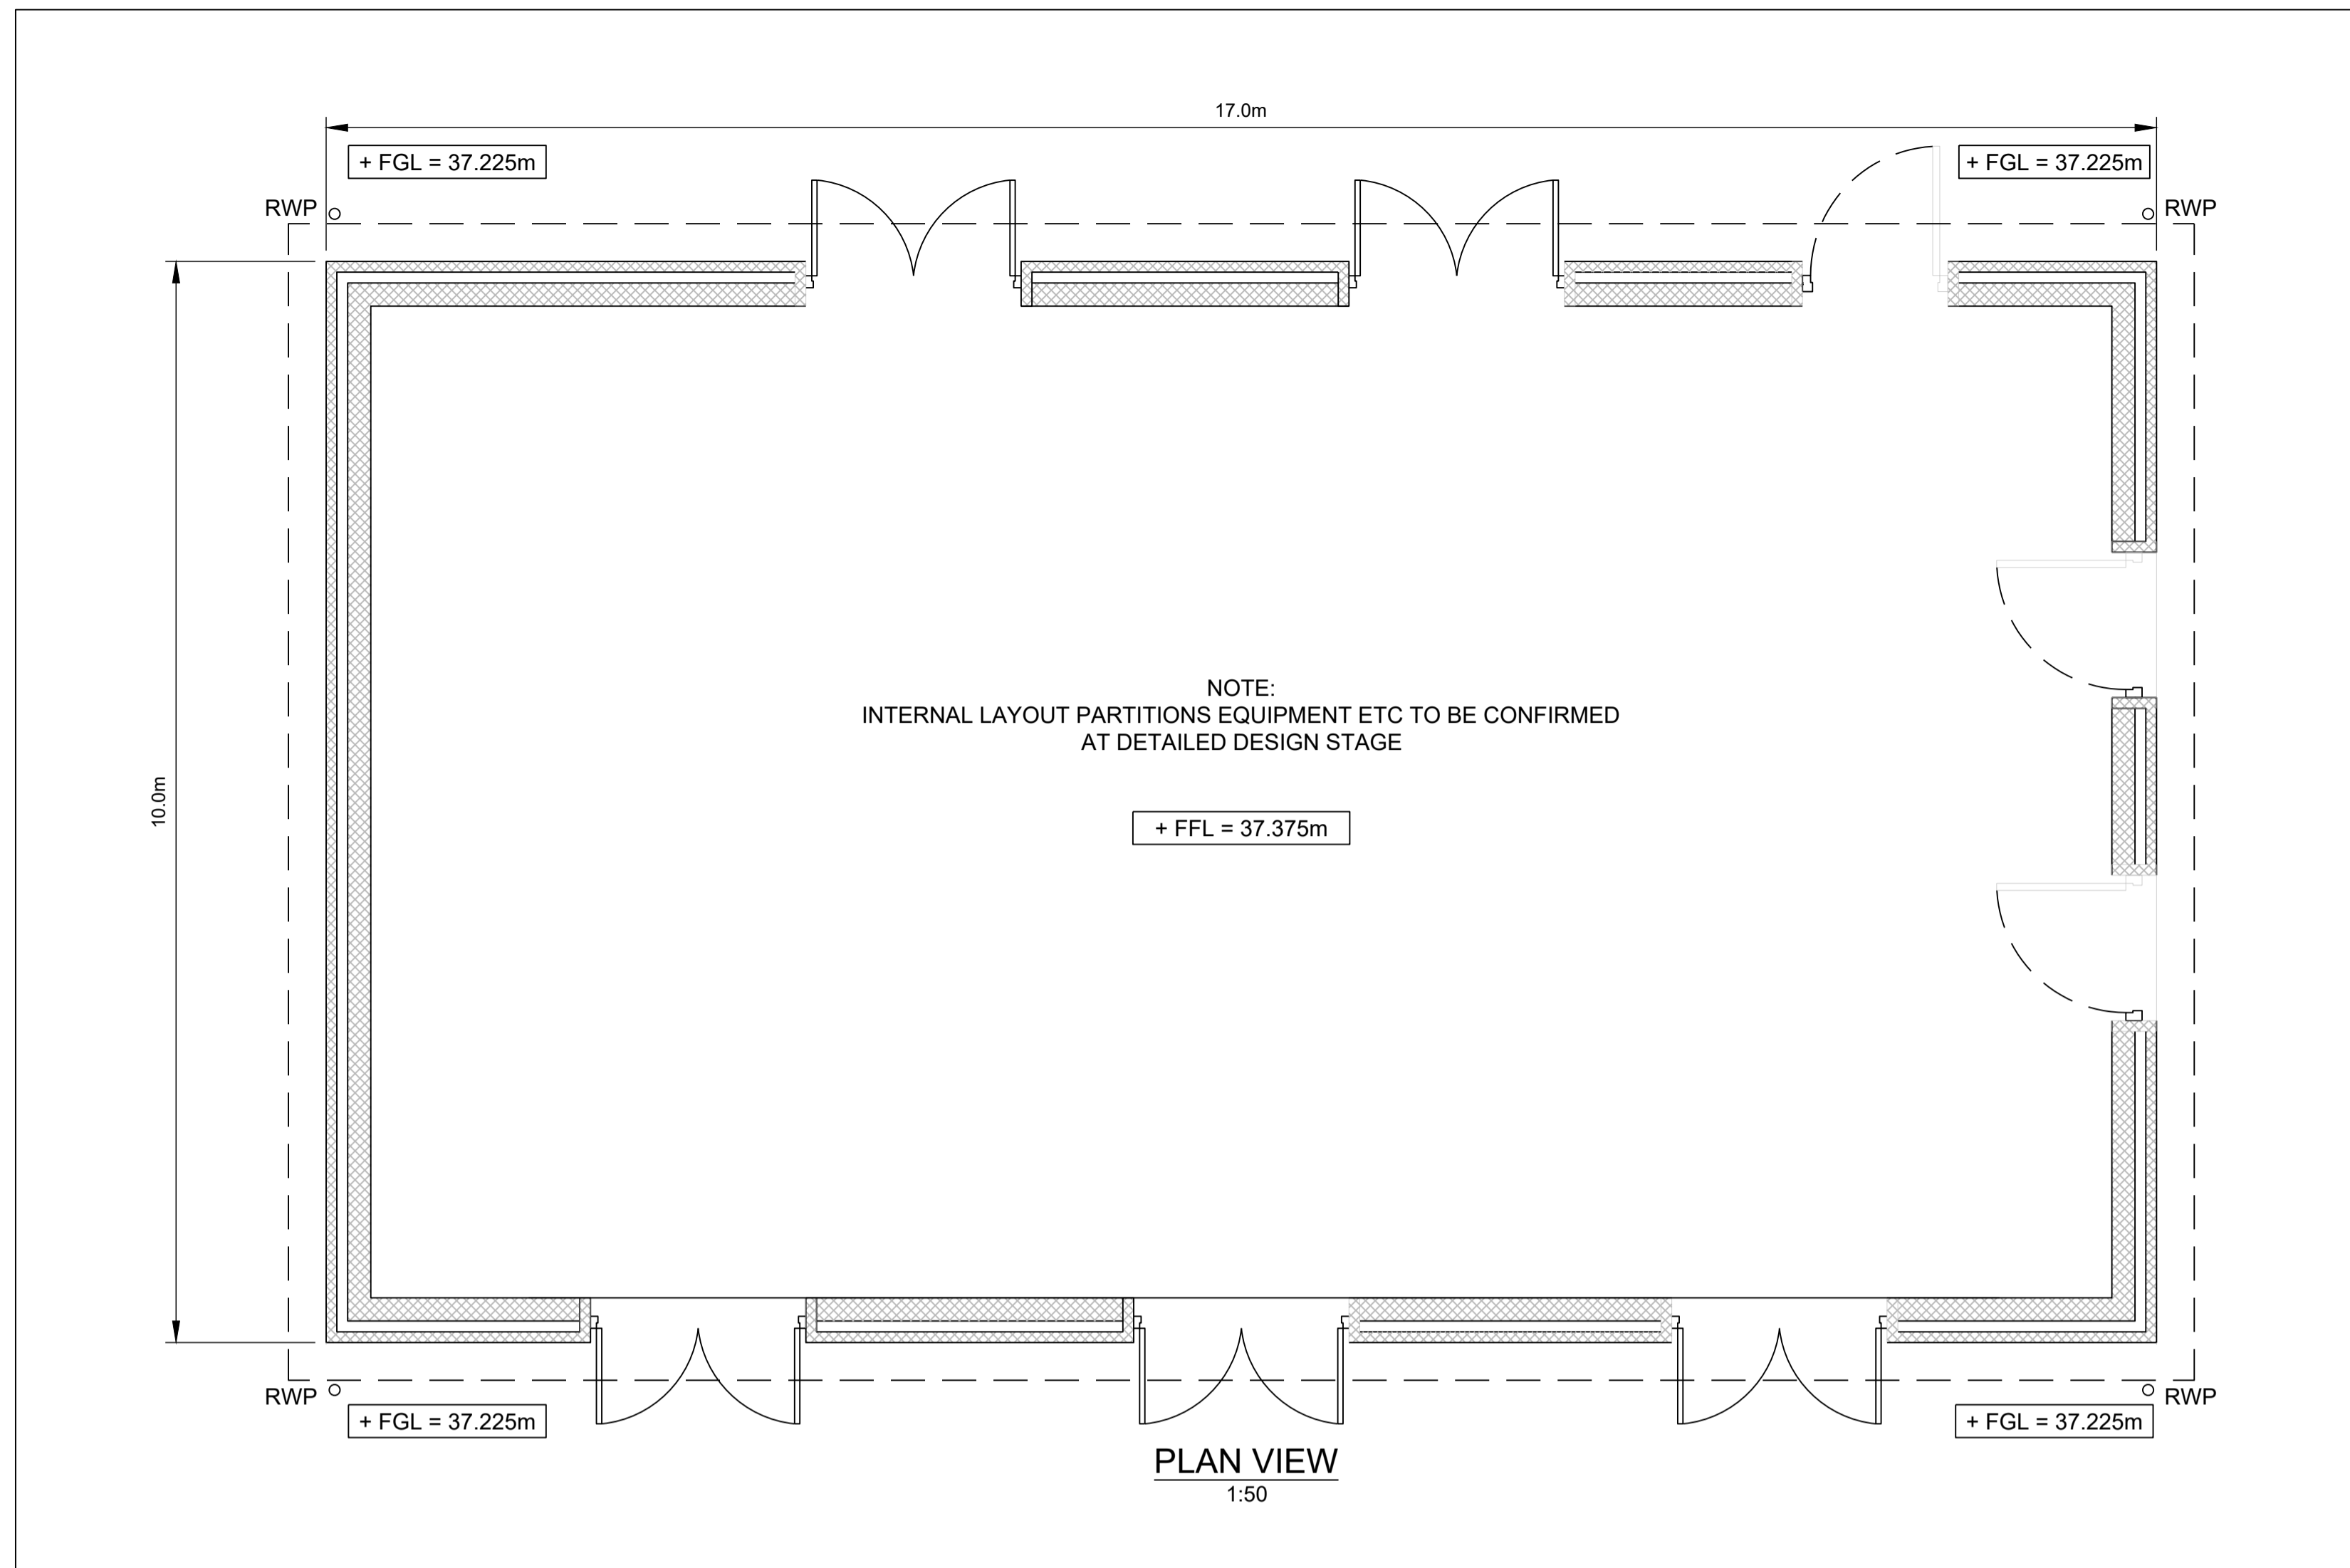 17.0m
+ FGL = 37.225m
+ FGL = 37.225m
RWP
RWP
10.0m
NOTE:
INTERNAL LAYOUT PARTITIONS EQUIPMENT ETC TO BE CONFIRMED
AT DETAILED DESIGN STAGE
+ FFL = 37.375m
RWP
RWP
+ FGL = 37.225m
+ FGL = 37.225m
PLAN VIEW
1:50